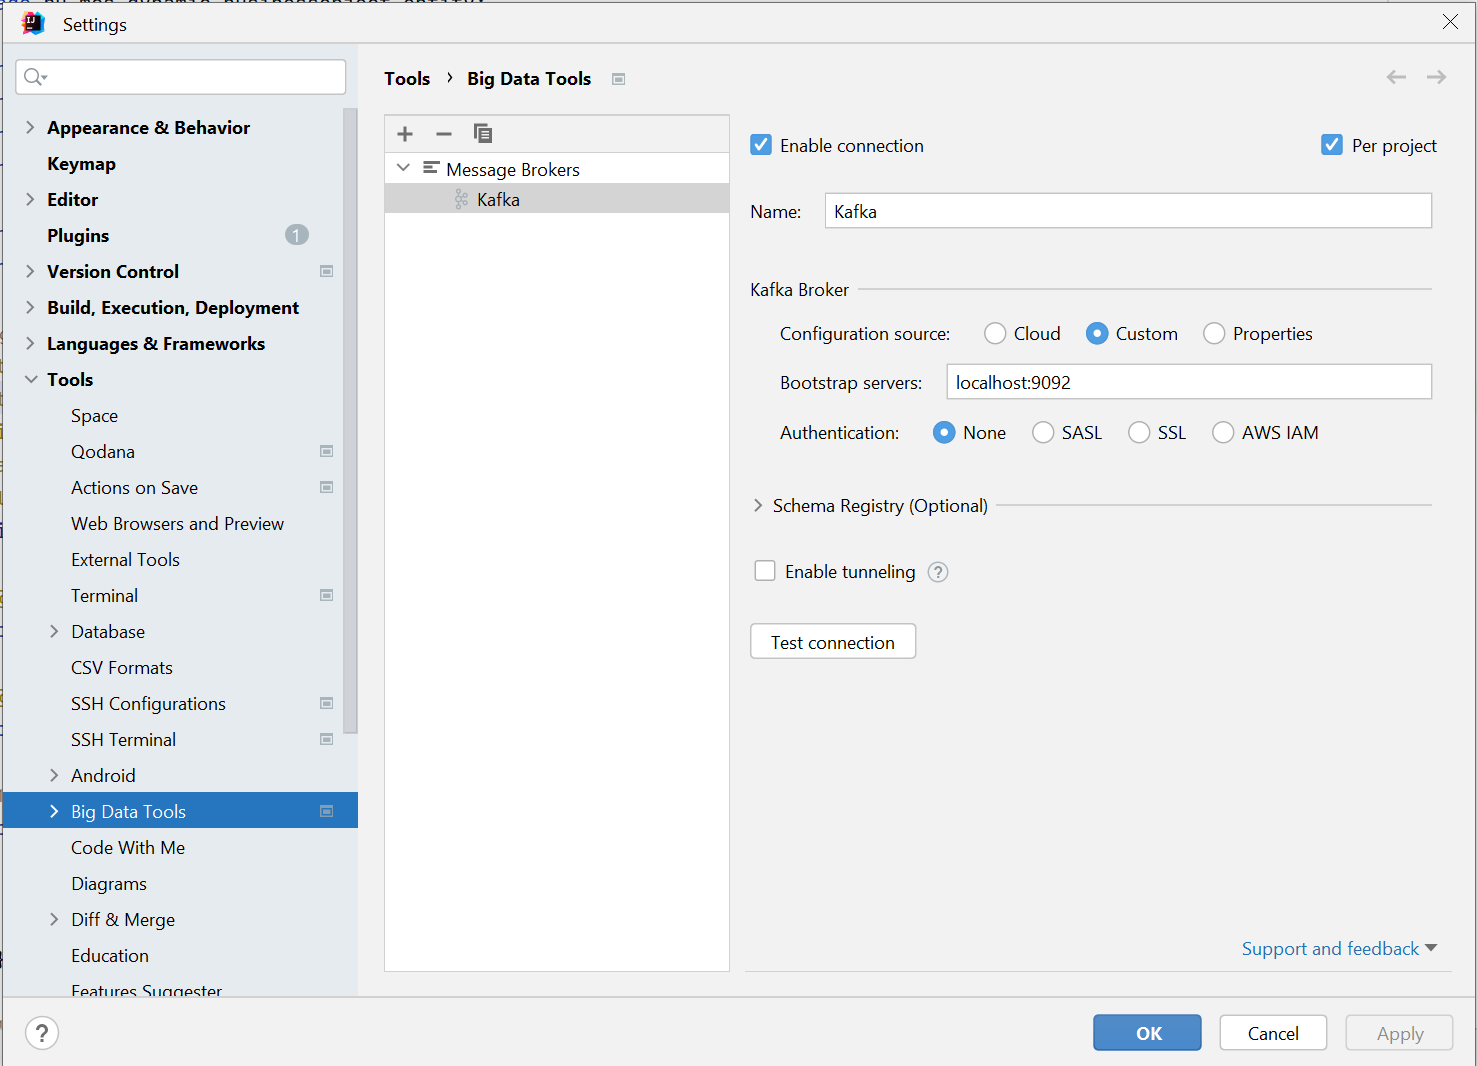 Settings
Tools › Big Data Tools
Appearance & Behavior
Keymap
Editor
Plugins 1
Version Control
Build, Execution, Deployment
Languages & Frameworks
Tools
Space
Qodana
Actions on Save
Web Browsers and Preview
External Tools
Terminal
Database
CSV Formats
SSH Configurations
SSH Terminal
Android
Big Data Tools
Code With Me
Diagrams
Diff & Merge
Education
Features Suggester
Message Brokers
Kafka
Enable connection Per project
Name: Kafka
Kafka Broker
Configuration source: Cloud Custom Properties
Bootstrap servers: localhost:9092
Authentication: None SASL SSL AWS IAM
Schema Registry (Optional)
Enable tunneling ?
Test connection
Support and feedback
? OK Cancel Apply